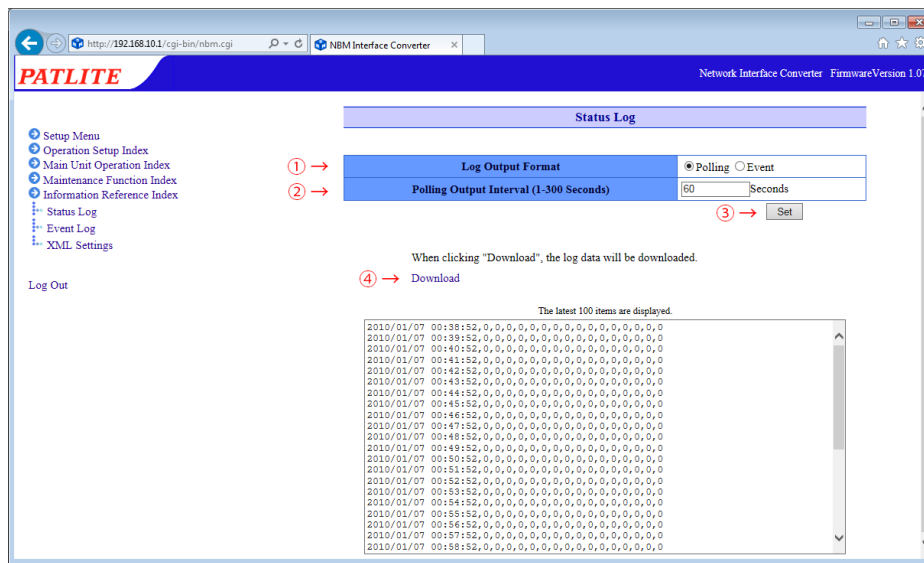 http://192.168.10.1/cgi-bin/nbm.cgi
NBM Interface Converter
PATLITE
Network Interface Converter FirmwareVersion 1.07
Status Log
Setup Menu
Operation Setup Index
Main Unit Operation Index
Maintenance Function Index
Information Reference Index
Status Log
Event Log
XML Settings
Log Out
① → Log Output Format Polling Event
② → Polling Output Interval (1-300 Seconds) 60 Seconds
③ → Set
When clicking "Download", the log data will be downloaded.
④ → Download
The latest 100 items are displayed.
2010/01/07 00:38:52,0,0,0,0,0,0,0,0,0,0,0,0,0,0,0,0
2010/01/07 00:39:52,0,0,0,0,0,0,0,0,0,0,0,0,0,0,0,0
2010/01/07 00:40:52,0,0,0,0,0,0,0,0,0,0,0,0,0,0,0,0
2010/01/07 00:41:52,0,0,0,0,0,0,0,0,0,0,0,0,0,0,0,0
2010/01/07 00:42:52,0,0,0,0,0,0,0,0,0,0,0,0,0,0,0,0
2010/01/07 00:43:52,0,0,0,0,0,0,0,0,0,0,0,0,0,0,0,0
2010/01/07 00:44:52,0,0,0,0,0,0,0,0,0,0,0,0,0,0,0,0
2010/01/07 00:45:52,0,0,0,0,0,0,0,0,0,0,0,0,0,0,0,0
2010/01/07 00:46:52,0,0,0,0,0,0,0,0,0,0,0,0,0,0,0,0
2010/01/07 00:47:52,0,0,0,0,0,0,0,0,0,0,0,0,0,0,0,0
2010/01/07 00:48:52,0,0,0,0,0,0,0,0,0,0,0,0,0,0,0,0
2010/01/07 00:49:52,0,0,0,0,0,0,0,0,0,0,0,0,0,0,0,0
2010/01/07 00:50:52,0,0,0,0,0,0,0,0,0,0,0,0,0,0,0,0
2010/01/07 00:51:52,0,0,0,0,0,0,0,0,0,0,0,0,0,0,0,0
2010/01/07 00:52:52,0,0,0,0,0,0,0,0,0,0,0,0,0,0,0,0
2010/01/07 00:53:52,0,0,0,0,0,0,0,0,0,0,0,0,0,0,0,0
2010/01/07 00:54:52,0,0,0,0,0,0,0,0,0,0,0,0,0,0,0,0
2010/01/07 00:55:52,0,0,0,0,0,0,0,0,0,0,0,0,0,0,0,0
2010/01/07 00:56:52,0,0,0,0,0,0,0,0,0,0,0,0,0,0,0,0
2010/01/07 00:57:52,0,0,0,0,0,0,0,0,0,0,0,0,0,0,0,0
2010/01/07 00:58:52,0,0,0,0,0,0,0,0,0,0,0,0,0,0,0,0